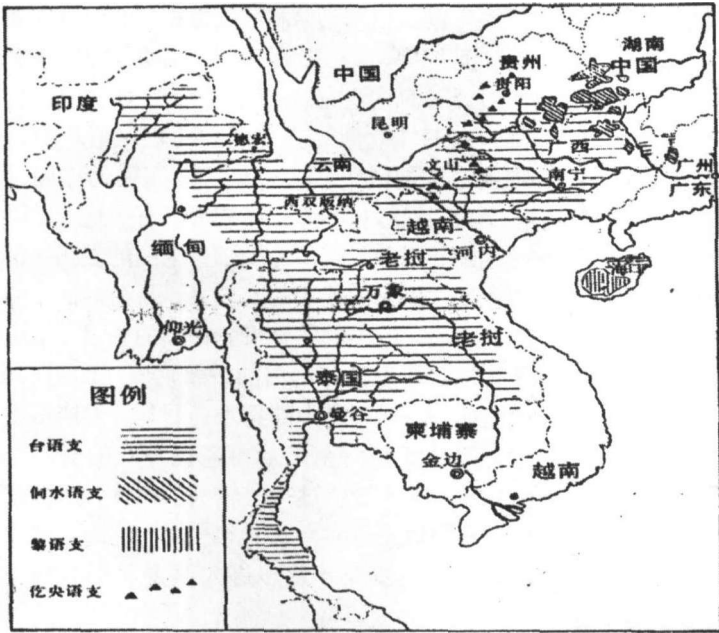 湖南
中国
贵州
贵阳
中国
印度
昆明
德宏
云南
广西
文山
广州
广东
南宁
西双版纳
越南
河内
缅甸
老挝
万象
仰光
老挝
泰国
曼谷
柬埔寨
金边
越南
图例
台语支
侗水语支
黎语支
仡央语支